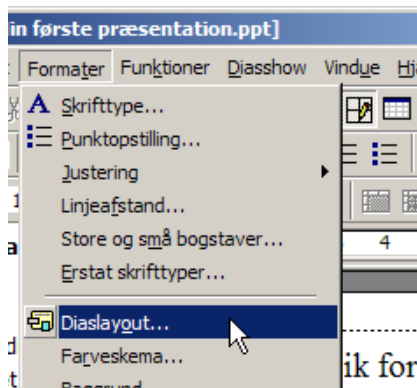 in første præsentation.ppt]
Formater Funktioner Diasshow Vindue
Skrifttype...
Punktopstilling...
Justering
Linjeafstand...
Store og små bogstaver...
4
Erstat skrifttyper...
Diaslayout...
Farveskema...
ik for